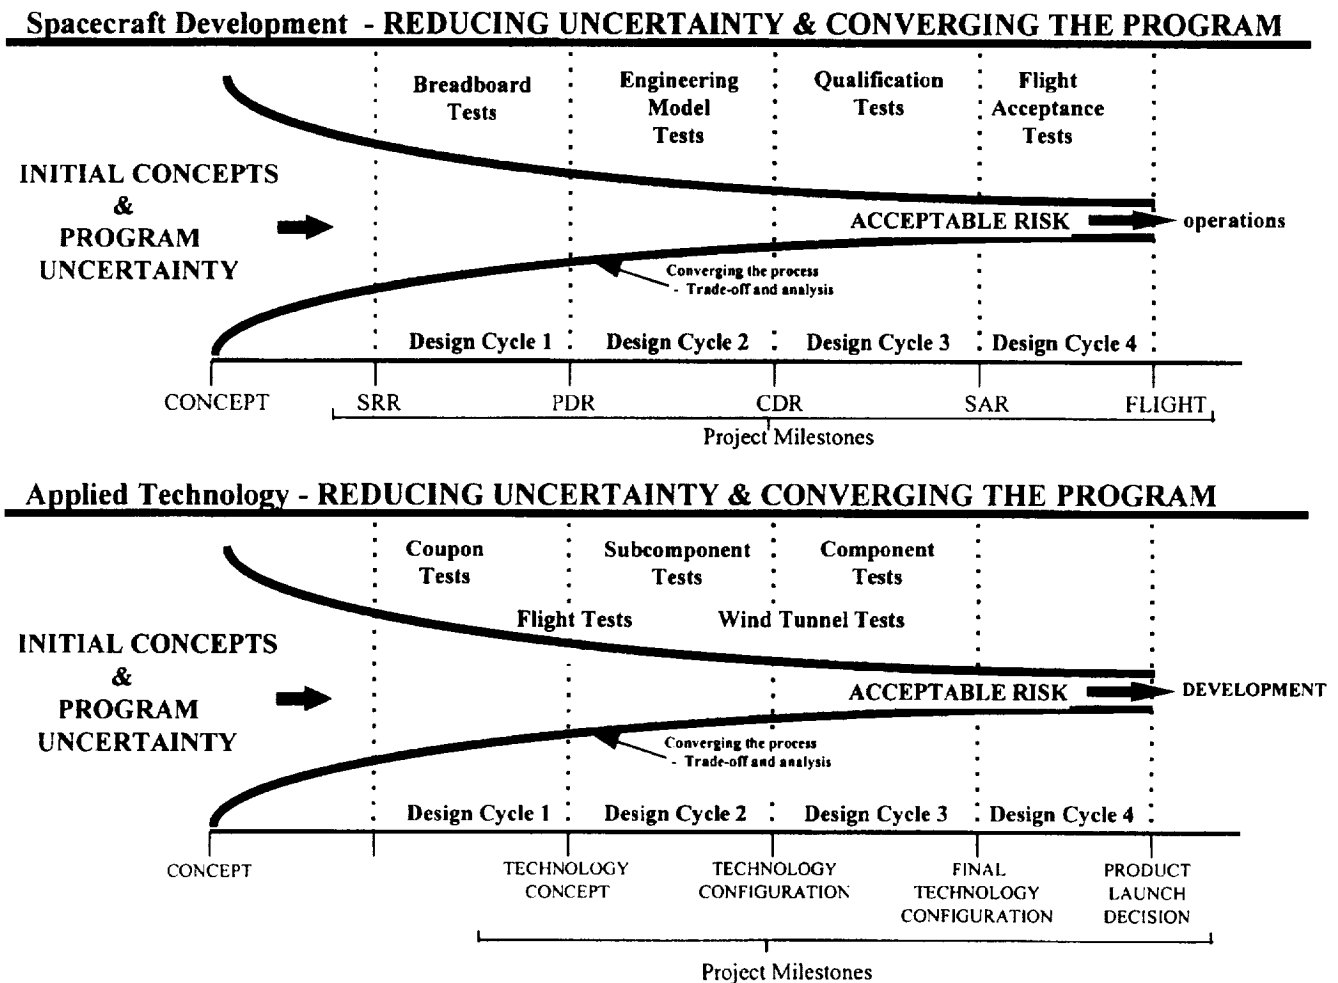 Spacecraft Development - REDUCING UNCERTAINTY & CONVERGING THE PROGRAM
Breadboard
Tests
Engineering
Model
Tests
Qualification
Tests
Flight
Acceptance
Tests
INITIAL CONCEPTS
&
PROGRAM
UNCERTAINTY
ACCEPTABLE RISK
operations
Converging the process
- Trade-off and analysis
Design Cycle 1
Design Cycle 2
Design Cycle 3
Design Cycle 4
CONCEPT
SRR
PDR
CDR
SAR
FLIGHT
Project Milestones
Applied Technology - REDUCING UNCERTAINTY & CONVERGING THE PROGRAM
Coupon
Tests
Subcomponent
Tests
Component
Tests
Flight Tests
Wind Tunnel Tests
INITIAL CONCEPTS
&
PROGRAM
UNCERTAINTY
ACCEPTABLE RISK
DEVELOPMENT
Converging the process
- Trade-off and analysis
Design Cycle 1
Design Cycle 2
Design Cycle 3
Design Cycle 4
CONCEPT
TECHNOLOGY
CONCEPT
TECHNOLOGY
CONFIGURATION
FINAL
TECHNOLOGY
CONFIGURATION
PRODUCT
LAUNCH
DECISION
Project Milestones